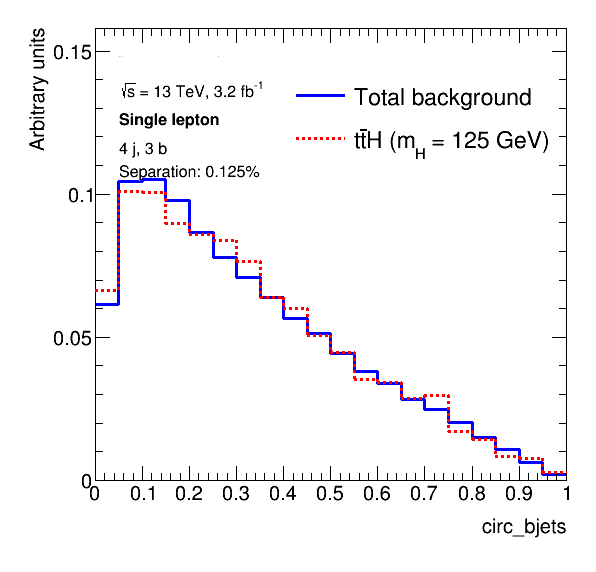 Arbitrary units
0.15
0.1
0.05
0
√s = 13 TeV, 3.2 fb⁻¹
Single lepton
4 j, 3 b
Separation: 0.125%
Total background
tt̄H (m_H = 125 GeV)
0 0.1 0.2 0.3 0.4 0.5 0.6 0.7 0.8 0.9 1
circ_bjets